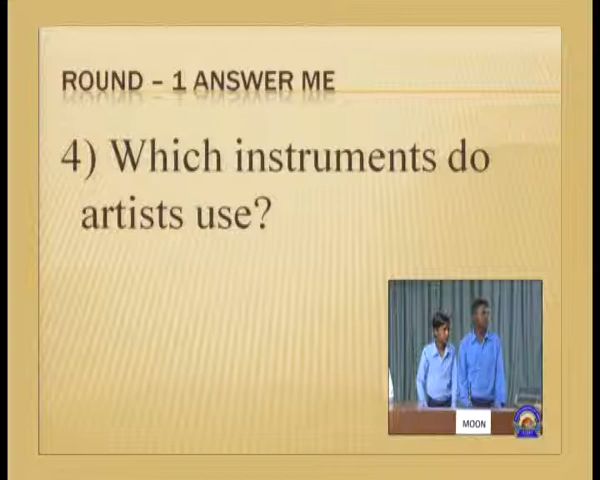 ROUND – 1 ANSWER ME
4) Which instruments do
artists use?
MOON